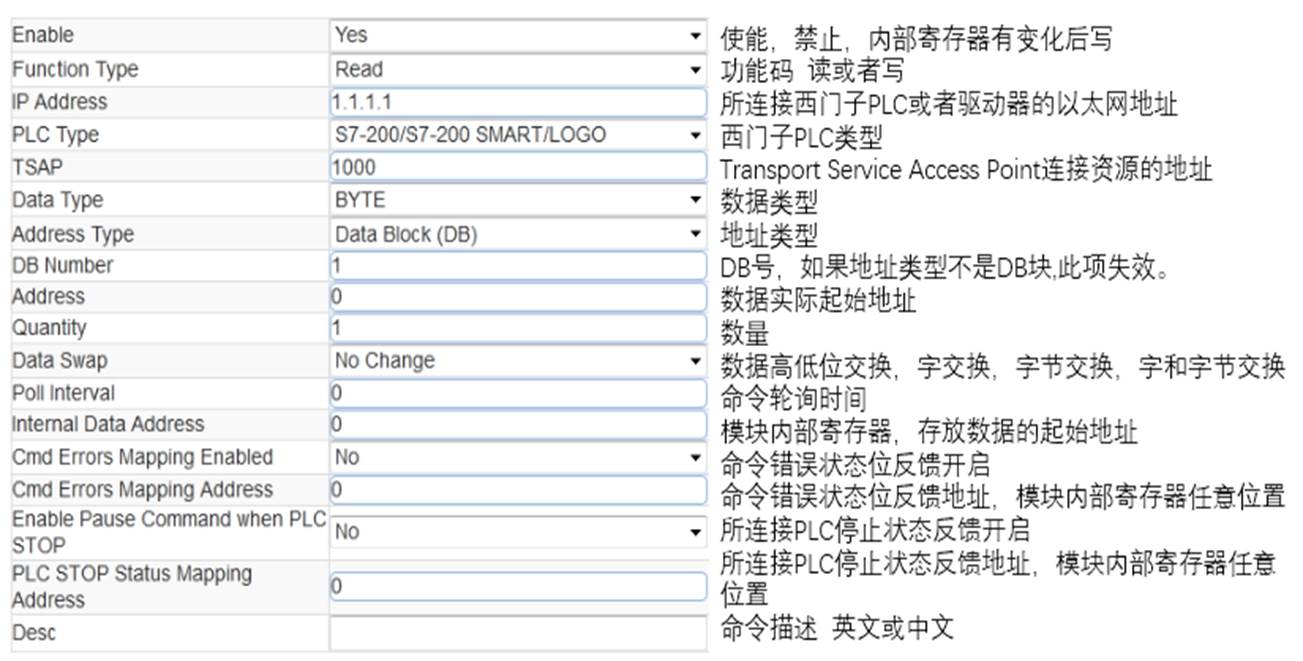 Enable Yes 使能，禁止，内部寄存器有变化后写
Function Type Read 功能码 读或者写
IP Address 1.1.1.1 所连接西门子PLC或者驱动器的以太网地址
PLC Type S7-200/S7-200 SMART/LOGO 西门子PLC类型
TSAP 1000 Transport Service Access Point连接资源的地址
Data Type BYTE 数据类型
Address Type Data Block (DB) 地址类型
DB Number 1 DB号，如果地址类型不是DB块,此项失效。
Address 0 数据实际起始地址
Quantity 1 数量
Data Swap No Change 数据高低位交换，字交换，字节交换，字和字节交换
Poll Interval 0 命令轮询时间
Internal Data Address 0 模块内部寄存器，存放数据的起始地址
Cmd Errors Mapping Enabled No 命令错误状态位反馈开启
Cmd Errors Mapping Address 0 命令错误状态位反馈地址，模块内部寄存器任意位置
Enable Pause Command when PLC
STOP No 所连接PLC停止状态反馈开启
PLC STOP Status Mapping
Address 0 所连接PLC停止状态反馈地址，模块内部寄存器任意
位置
Desc 命令描述 英文或中文